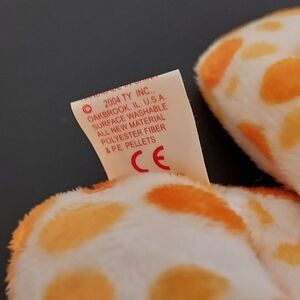 © 2004 TY INC.,
OAKBROOK, IL. U.S.A.
SURFACE WASHABLE
ALL NEW MATERIAL
POLYESTER FIBER
& P.E. PELLETS
CE